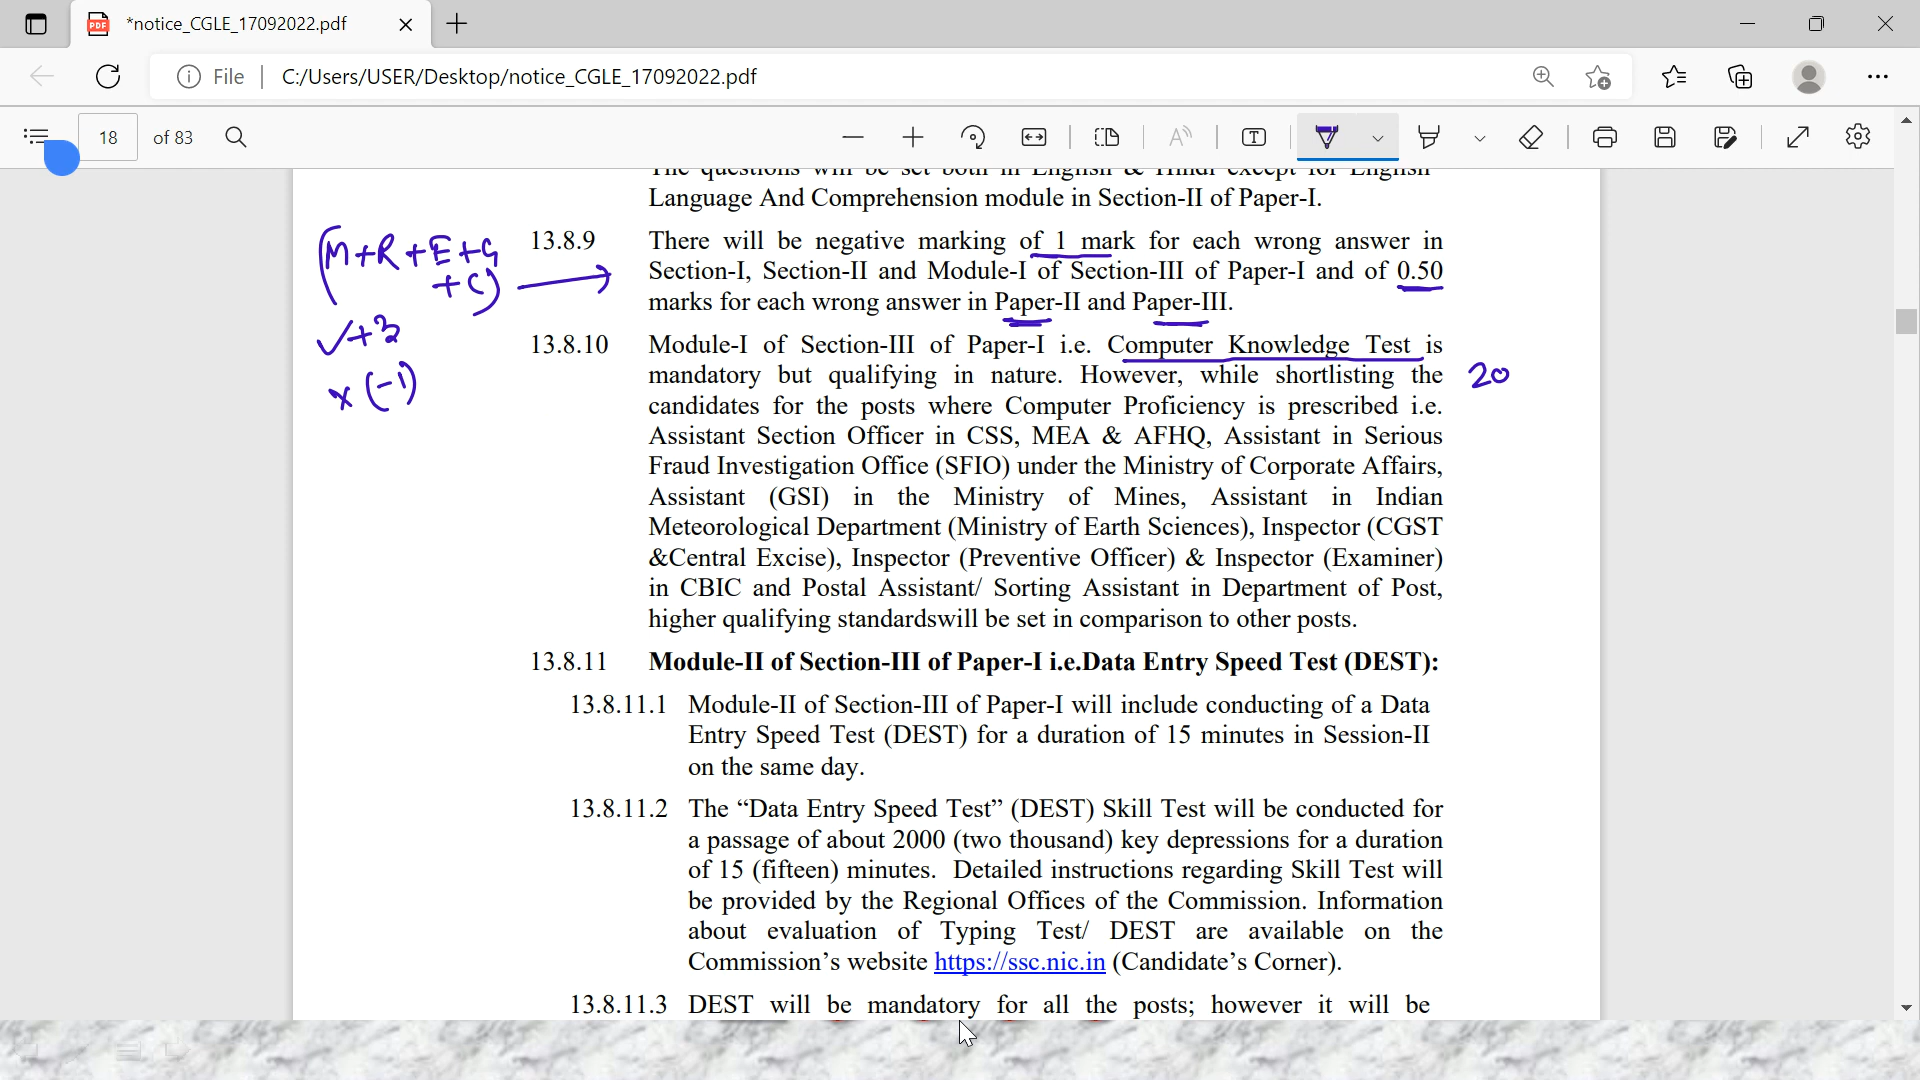 *notice_CGLE_17092022.pdf
File
C:/Users/USER/Desktop/notice_CGLE_17092022.pdf
18 of 83
The questions will be set both in English & Hindi except for English
Language And Comprehension module in Section-II of Paper-I.
(M+R+E+G
+C)
✓+3
x (-1)
13.8.9 There will be negative marking of 1 mark for each wrong answer in
Section-I, Section-II and Module-I of Section-III of Paper-I and of 0.50
marks for each wrong answer in Paper-II and Paper-III.
13.8.10 Module-I of Section-III of Paper-I i.e. Computer Knowledge Test is
mandatory but qualifying in nature. However, while shortlisting the 20
candidates for the posts where Computer Proficiency is prescribed i.e.
Assistant Section Officer in CSS, MEA & AFHQ, Assistant in Serious
Fraud Investigation Office (SFIO) under the Ministry of Corporate Affairs,
Assistant (GSI) in the Ministry of Mines, Assistant in Indian
Meteorological Department (Ministry of Earth Sciences), Inspector (CGST
&Central Excise), Inspector (Preventive Officer) & Inspector (Examiner)
in CBIC and Postal Assistant/ Sorting Assistant in Department of Post,
higher qualifying standardswill be set in comparison to other posts.
13.8.11 Module-II of Section-III of Paper-I i.e.Data Entry Speed Test (DEST):
13.8.11.1 Module-II of Section-III of Paper-I will include conducting of a Data
Entry Speed Test (DEST) for a duration of 15 minutes in Session-II
on the same day.
13.8.11.2 The “Data Entry Speed Test” (DEST) Skill Test will be conducted for
a passage of about 2000 (two thousand) key depressions for a duration
of 15 (fifteen) minutes. Detailed instructions regarding Skill Test will
be provided by the Regional Offices of the Commission. Information
about evaluation of Typing Test/ DEST are available on the
Commission’s website https://ssc.nic.in (Candidate’s Corner).
13.8.11.3 DEST will be mandatory for all the posts; however it will be